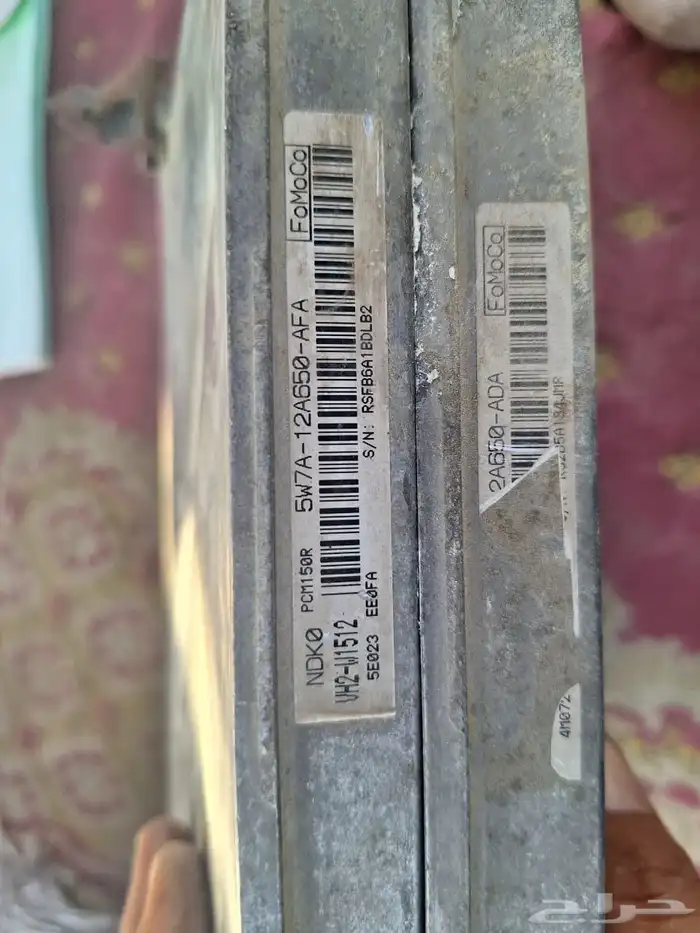 FoMoCo
NDK0 PCM150R 5W7A-12A650-AFA
VH2-W1512 S/N: RSFB6A1BDLB2
5E023 EE0FA
FoMoCo
2A650-ADA
4M072
حراج